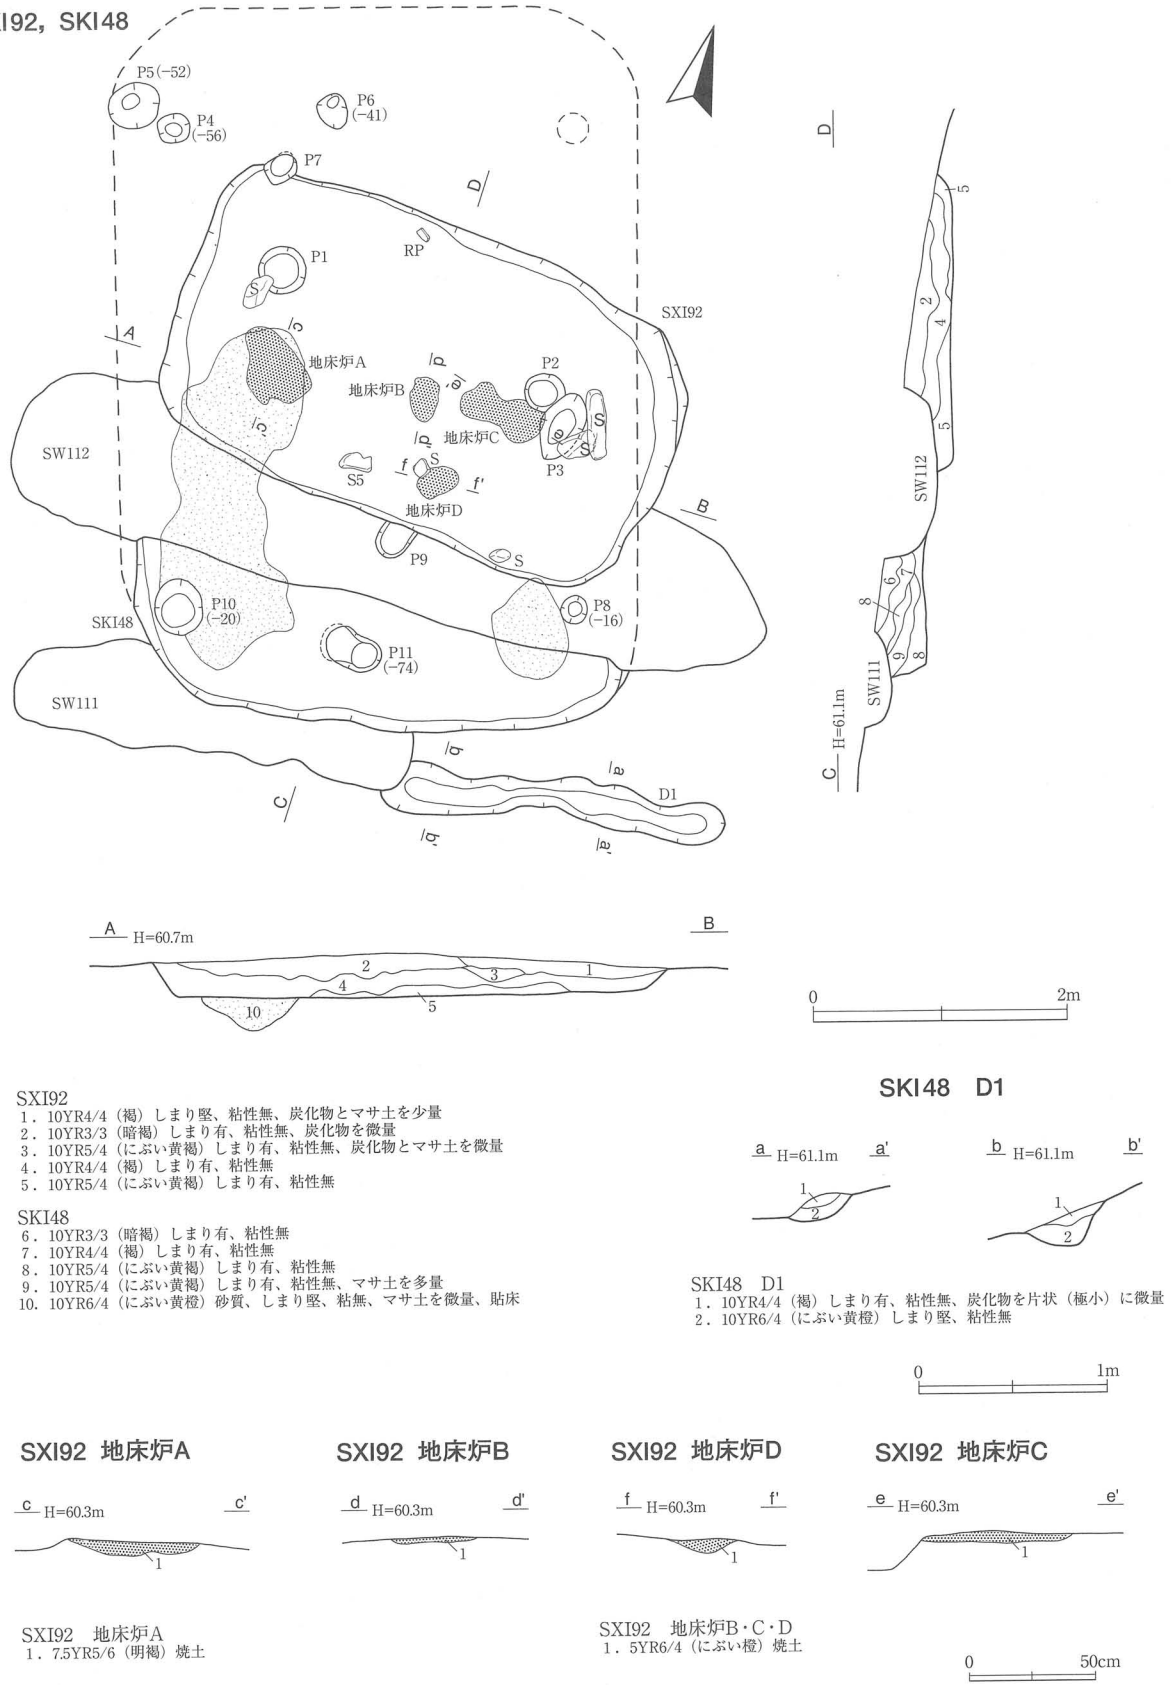 I92, SKI48
P5(-52)
P4
(-56)
P6
(-41)
P7
D
RP
P1
S
SXI92
A
c
地床炉A
d
e'
P2
地床炉B
地床炉C
c'
d'
e
S
S
P3
SW112
S5
f
S
f'
地床炉D
B
P9
S
P10
(-20)
SKI48
P8
(-16)
P11
(-74)
SW111
b
a
C
D1
b'
a'
D
5
2
4
5
SW112
6
7
8
9
8
SW111
C H=61.1m
A H=60.7m
B
2
3
1
4
5
10
0 2m
SXI92
1. 10YR4/4(褐)しまり堅、粘性無、炭化物とマサ土を少量
2. 10YR3/3(暗褐)しまり有、粘性無、炭化物を微量
3. 10YR5/4(にぶい黄褐)しまり有、粘性無、炭化物とマサ土を微量
4. 10YR4/4(褐)しまり有、粘性無
5. 10YR5/4(にぶい黄褐)しまり有、粘性無
SKI48
6. 10YR3/3(暗褐)しまり有、粘性無
7. 10YR4/4(褐)しまり有、粘性無
8. 10YR5/4(にぶい黄褐)しまり有、粘性無
9. 10YR5/4(にぶい黄褐)しまり有、粘性無、マサ土を多量
10. 10YR6/4(にぶい黄橙)砂質、しまり堅、粘無、マサ土を微量、貼床
SKI48 D1
a H=61.1m a'
1
2
b H=61.1m b'
1
2
SKI48 D1
1. 10YR4/4(褐)しまり有、粘性無、炭化物を片状(極小)に微量
2. 10YR6/4(にぶい黄橙)しまり堅、粘性無
0 1m
SXI92 地床炉A
c H=60.3m c'
1
SXI92 地床炉B
d H=60.3m d'
1
SXI92 地床炉D
f H=60.3m f'
1
SXI92 地床炉C
e H=60.3m e'
1
SXI92 地床炉A
1. 7.5YR5/6(明褐)焼土
SXI92 地床炉B・C・D
1. 5YR6/4(にぶい橙)焼土
0 50cm